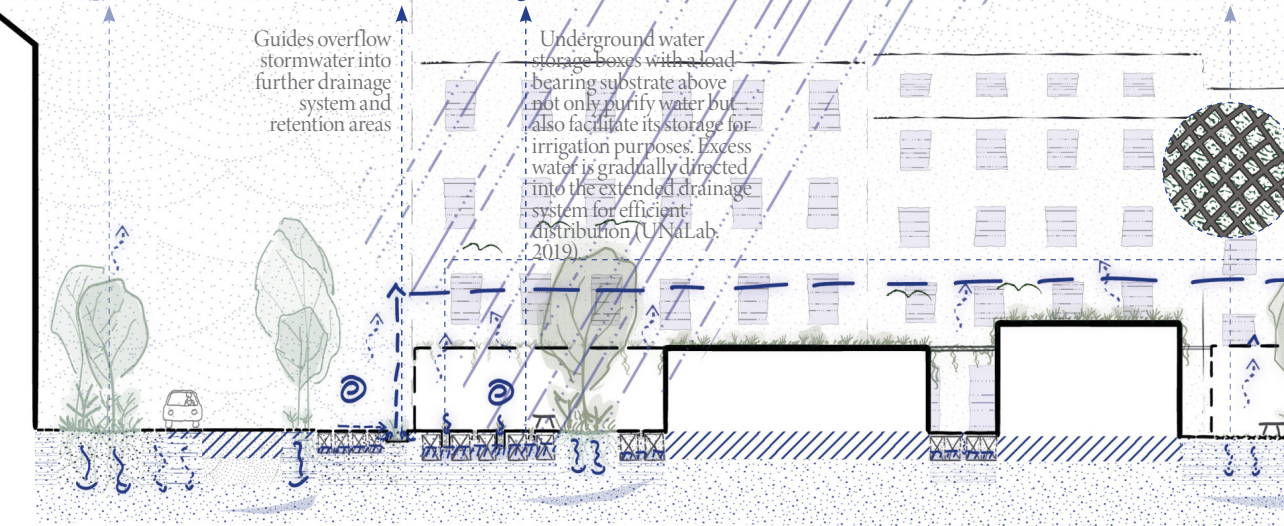 Guides overflow
stormwater into
further drainage
system and
retention areas
Underground water
storage boxes with a load
bearing substrate above
not only purify water but
also facilitate its storage for
irrigation purposes. Excess
water is gradually directed
into the extended drainage
system for efficient
distribution (UNaLab.
2019).